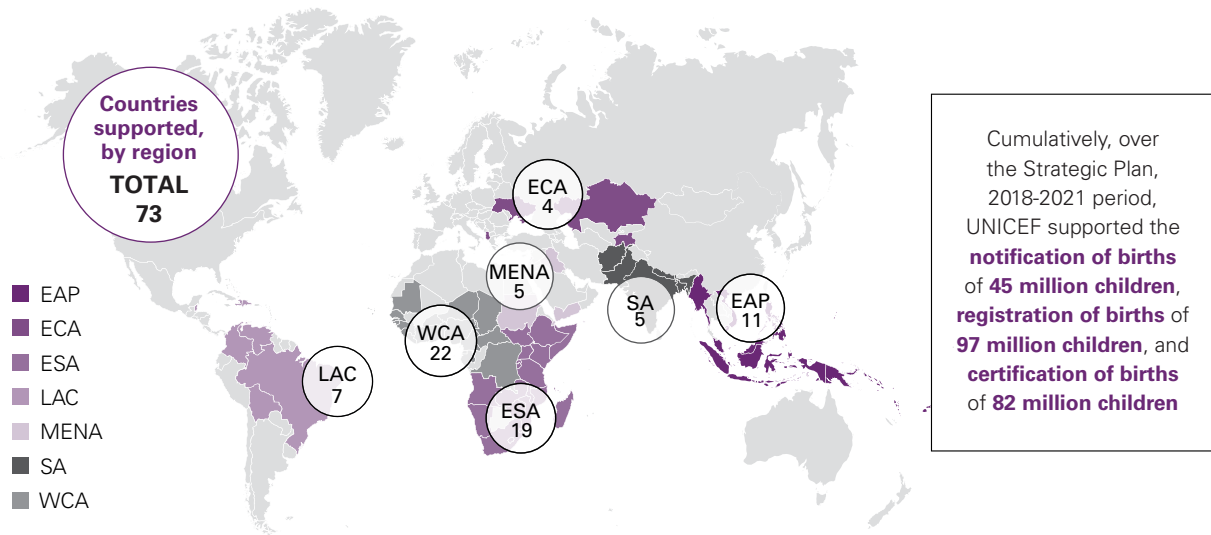 Countries
supported,
by region
TOTAL
73
EAP
ECA
ESA
LAC
MENA
SA
WCA
ECA
4
MENA
5
SA
5
EAP
11
WCA
22
LAC
7
ESA
19
Cumulatively, over
the Strategic Plan,
2018-2021 period,
UNICEF supported the
notification of births
of 45 million children,
registration of births of
97 million children, and
certification of births
of 82 million children